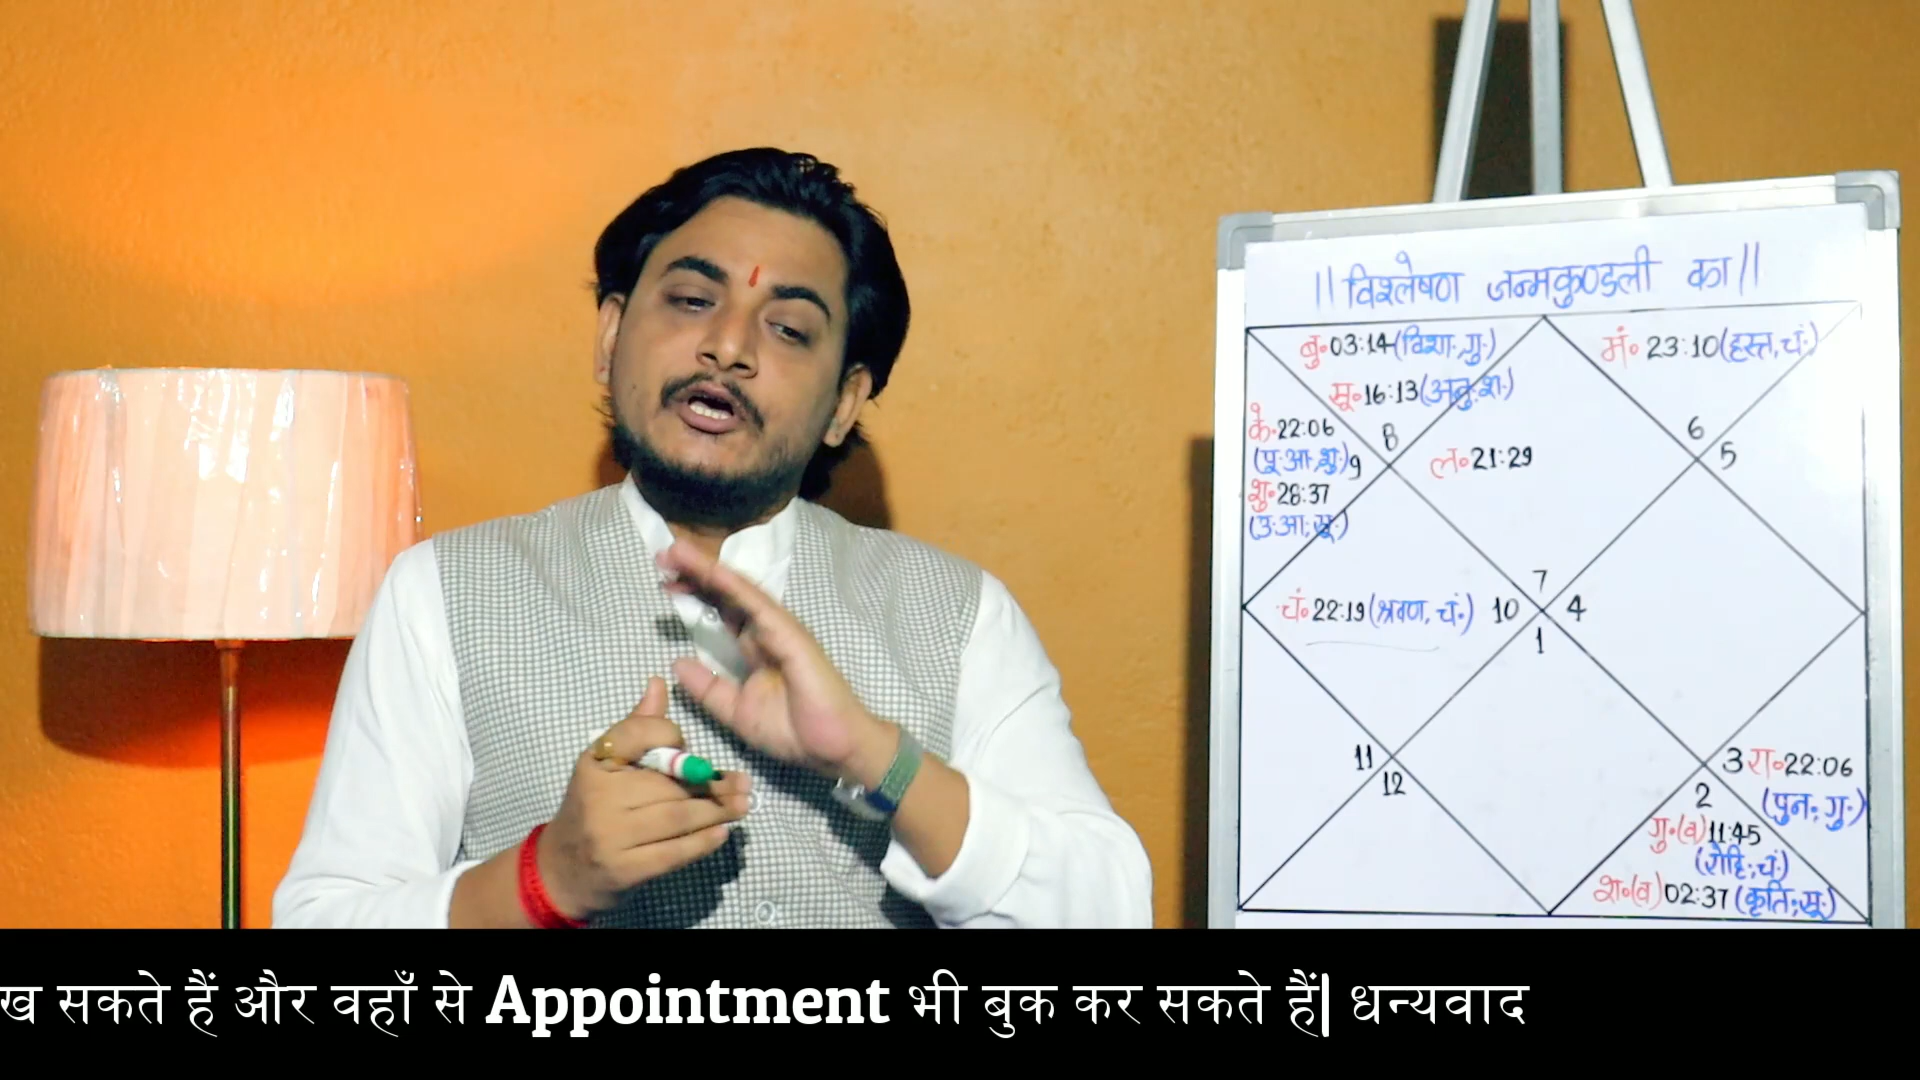 ||विश्लेषण जन्मकुण्डली का||
बु॰03:14(विशा.,गु.)
मं॰ 23:10(हस्त,चं.)
सू॰16:13(अनु.,श.)
के॰22:06
(पू.आ.,शु.)
8
6
9
ल॰21:29
5
शु॰28:37
(उ.आ.,सू.)
7
चं॰22:19(श्रवण, चं.)
10
4
1
11
12
3
रा॰22:06
2
(पुन.,गु.)
गु॰(व)11:45
(रोहि.,चं.)
श॰(व)02:37(कृति.,सू.)
ख सकते हैं और वहाँ से Appointment भी बुक कर सकते हैं| धन्यवाद